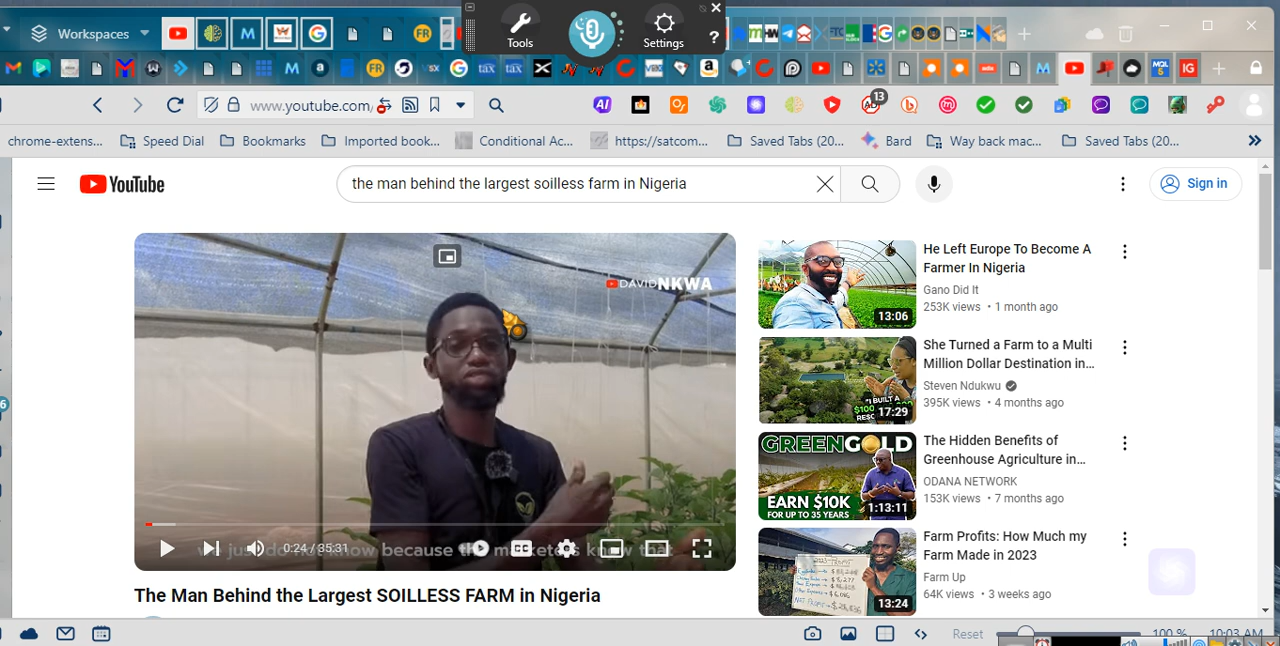 Workspaces
M
W
G
FR
Tools
Settings
?
www.youtube.com/
AI
13
chrome-extens...
Speed Dial
Bookmarks
Imported book...
Conditional Ac...
https://satcom...
Saved Tabs (20...
Bard
Way back mac...
Saved Tabs (20...
YouTube
the man behind the largest soilless farm in Nigeria
Sign in
DAVID NKWA
0:24 / 35:31
because
The Man Behind the Largest SOILLESS FARM in Nigeria
13:06
He Left Europe To Become A
Farmer In Nigeria
Gano Did It
253K views • 1 month ago
"I BUILT A
17:29
She Turned a Farm to a Multi
Million Dollar Destination in...
Steven Ndukwu
395K views • 4 months ago
GREENGOLD
EARN $10K
FOR UP TO 35 YEARS
1:13:11
The Hidden Benefits of
Greenhouse Agriculture in...
ODANA NETWORK
153K views • 7 months ago
13:24
Farm Profits: How Much my
Farm Made in 2023
Farm Up
64K views • 3 weeks ago
Reset
100 %
10:03 AM